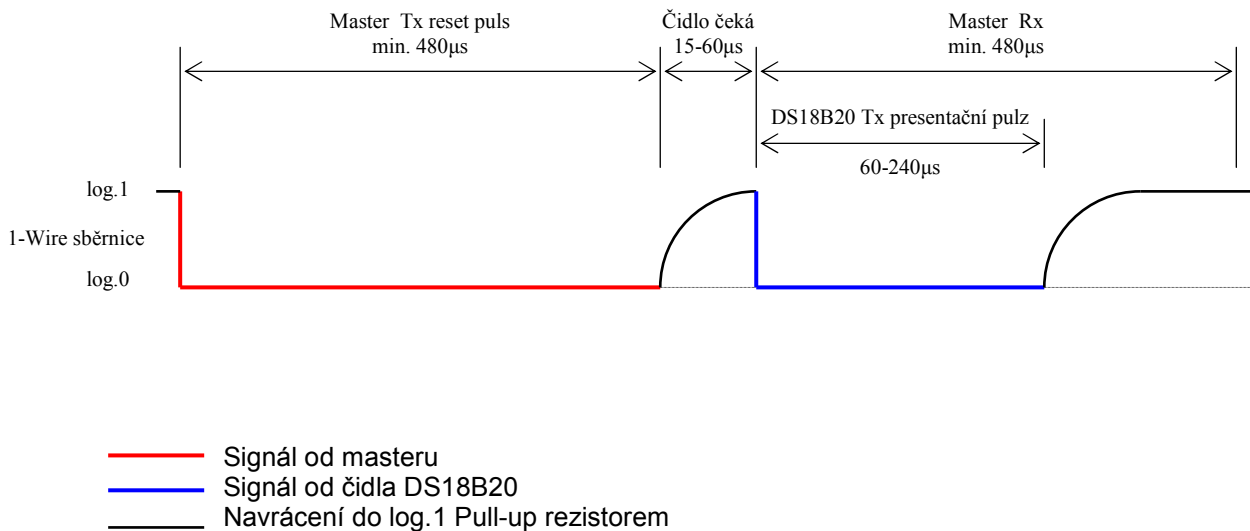 Master Tx reset puls
min. 480μs
Čidlo čeká
15-60μs
Master Rx
min. 480μs
DS18B20 Tx presentační pulz
60-240μs
log.1
1-Wire sběrnice
log.0
Signál od masteru
Signál od čidla DS18B20
Navrácení do log.1 Pull-up rezistorem